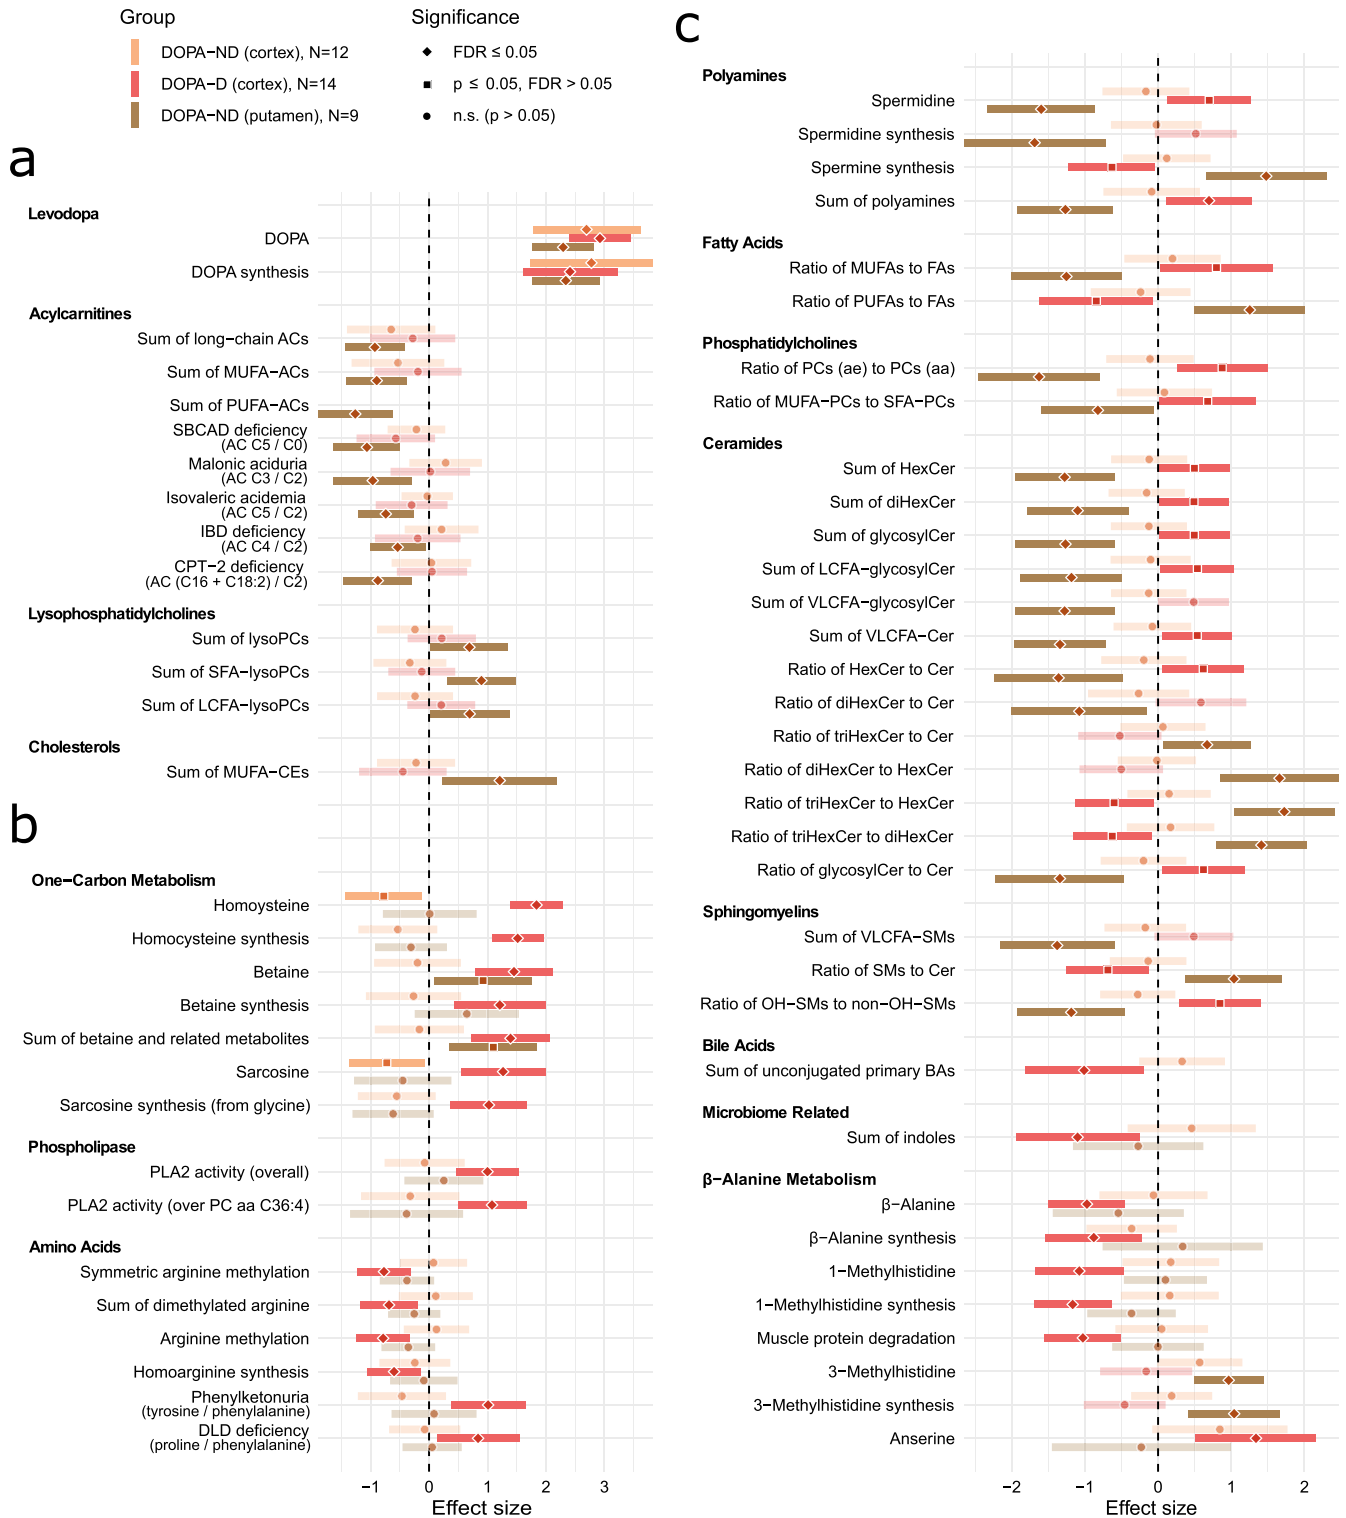 Group
DOPA−ND (cortex), N=12
DOPA−D (cortex), N=14
DOPA−ND (putamen), N=9
Significance
FDR ≤ 0.05
p ≤ 0.05, FDR > 0.05
n.s. (p > 0.05)
a
Levodopa
DOPA
DOPA synthesis
Acylcarnitines
Sum of long−chain ACs
Sum of MUFA−ACs
Sum of PUFA−ACs
SBCAD deficiency
(AC C5 / C0)
Malonic aciduria
(AC C3 / C2)
Isovaleric acidemia
(AC C5 / C2)
IBD deficiency
(AC C4 / C2)
CPT−2 deficiency
(AC (C16 + C18:2) / C2)
Lysophosphatidylcholines
Sum of lysoPCs
Sum of SFA−lysoPCs
Sum of LCFA−lysoPCs
Cholesterols
Sum of MUFA−CEs
b
One−Carbon Metabolism
Homoysteine
Homocysteine synthesis
Betaine
Betaine synthesis
Sum of betaine and related metabolites
Sarcosine
Sarcosine synthesis (from glycine)
Phospholipase
PLA2 activity (overall)
PLA2 activity (over PC aa C36:4)
Amino Acids
Symmetric arginine methylation
Sum of dimethylated arginine
Arginine methylation
Homoarginine synthesis
Phenylketonuria
(tyrosine / phenylalanine)
DLD deficiency
(proline / phenylalanine)
−1 0 1 2 3
Effect size
c
−2 −1 0 1 2
Polyamines
Spermidine
Spermidine synthesis
Spermine synthesis
Sum of polyamines
Fatty Acids
Ratio of MUFAs to FAs
Ratio of PUFAs to FAs
Phosphatidylcholines
Ratio of PCs (ae) to PCs (aa)
Ratio of MUFA−PCs to SFA−PCs
Ceramides
Sum of HexCer
Sum of diHexCer
Sum of glycosylCer
Sum of LCFA−glycosylCer
Sum of VLCFA−glycosylCer
Sum of VLCFA−Cer
Ratio of HexCer to Cer
Ratio of diHexCer to Cer
Ratio of triHexCer to Cer
Ratio of diHexCer to HexCer
Ratio of triHexCer to HexCer
Ratio of triHexCer to diHexCer
Ratio of glycosylCer to Cer
Sphingomyelins
Sum of VLCFA−SMs
Ratio of SMs to Cer
Ratio of OH−SMs to non−OH−SMs
Bile Acids
Sum of unconjugated primary BAs
Microbiome Related
Sum of indoles
β−Alanine Metabolism
β−Alanine
β−Alanine synthesis
1−Methylhistidine
1−Methylhistidine synthesis
Muscle protein degradation
3−Methylhistidine
3−Methylhistidine synthesis
Anserine
−2 −1 0 1 2
Effect size